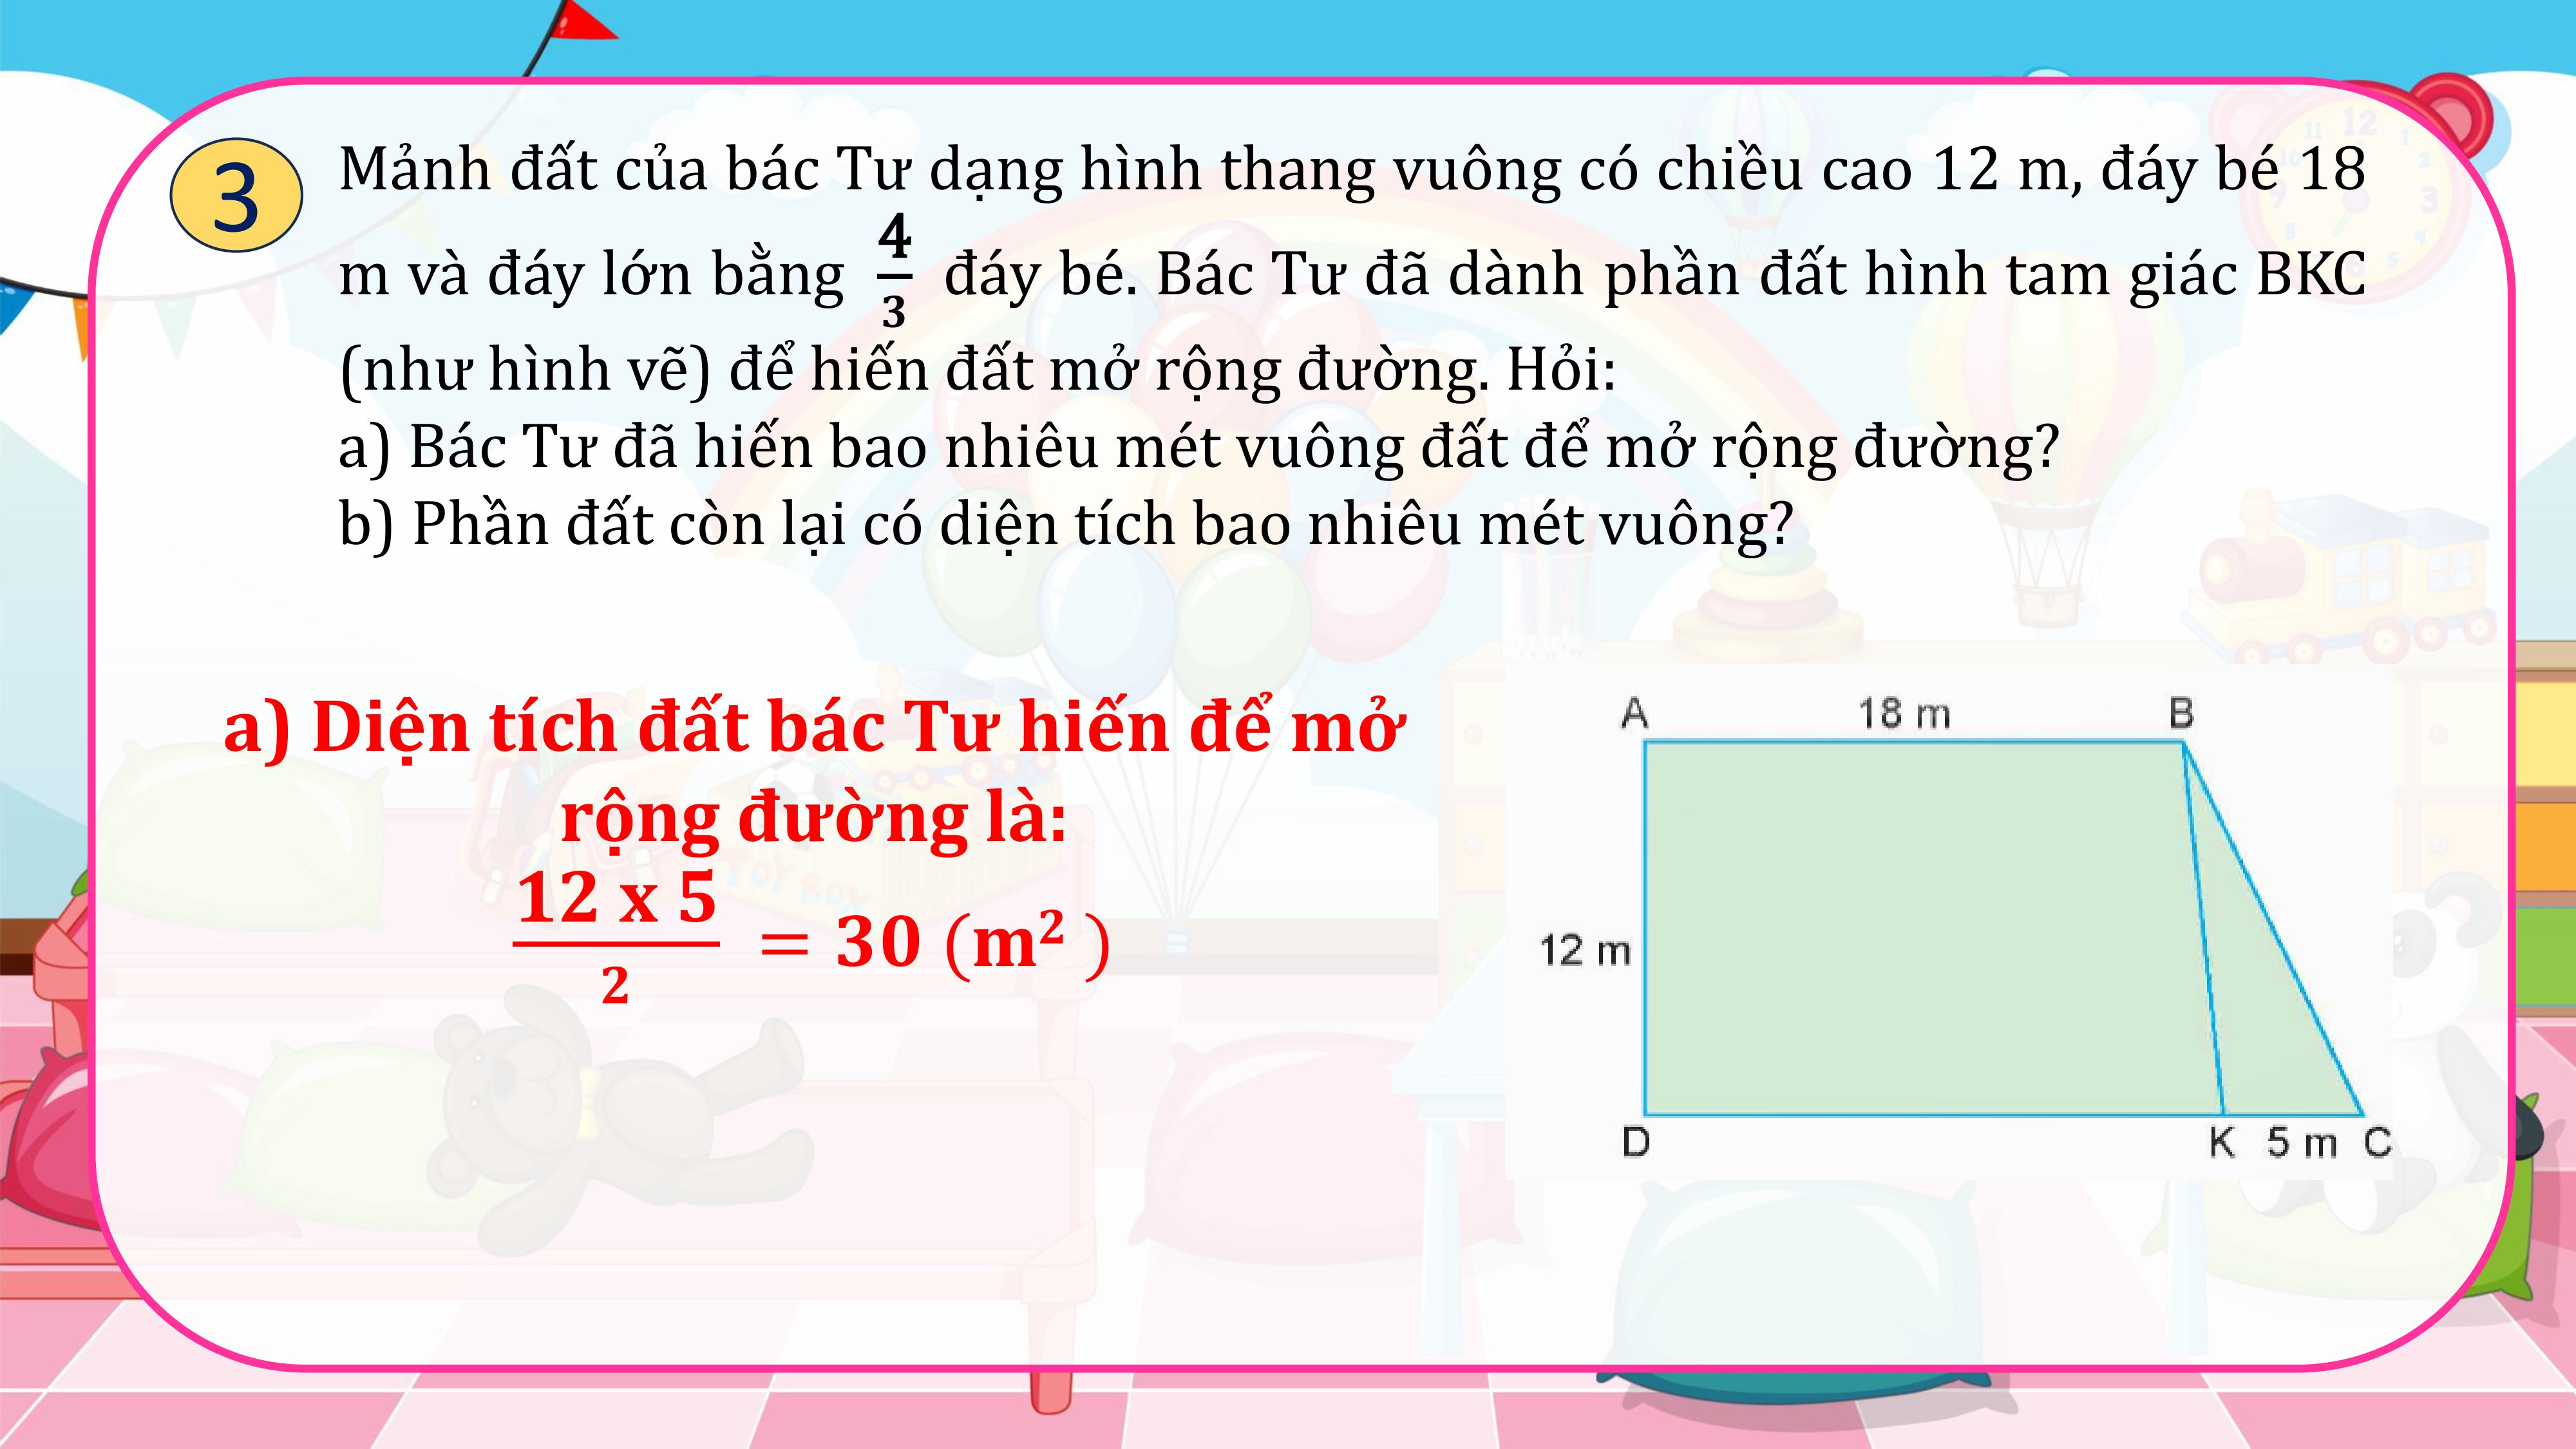 3
Mảnh đất của bác Tư dạng hình thang vuông có chiều cao 12 m, đáy bé 18
m và đáy lớn bằng 4/3 đáy bé. Bác Tư đã dành phần đất hình tam giác BKC
(như hình vẽ) để hiến đất mở rộng đường. Hỏi:
a) Bác Tư đã hiến bao nhiêu mét vuông đất để mở rộng đường?
b) Phần đất còn lại có diện tích bao nhiêu mét vuông?
a) Diện tích đất bác Tư hiến để mở
rộng đường là:
12 x 5
/2 = 30 (m²)
A 18 m B
12 m
D K 5 m C